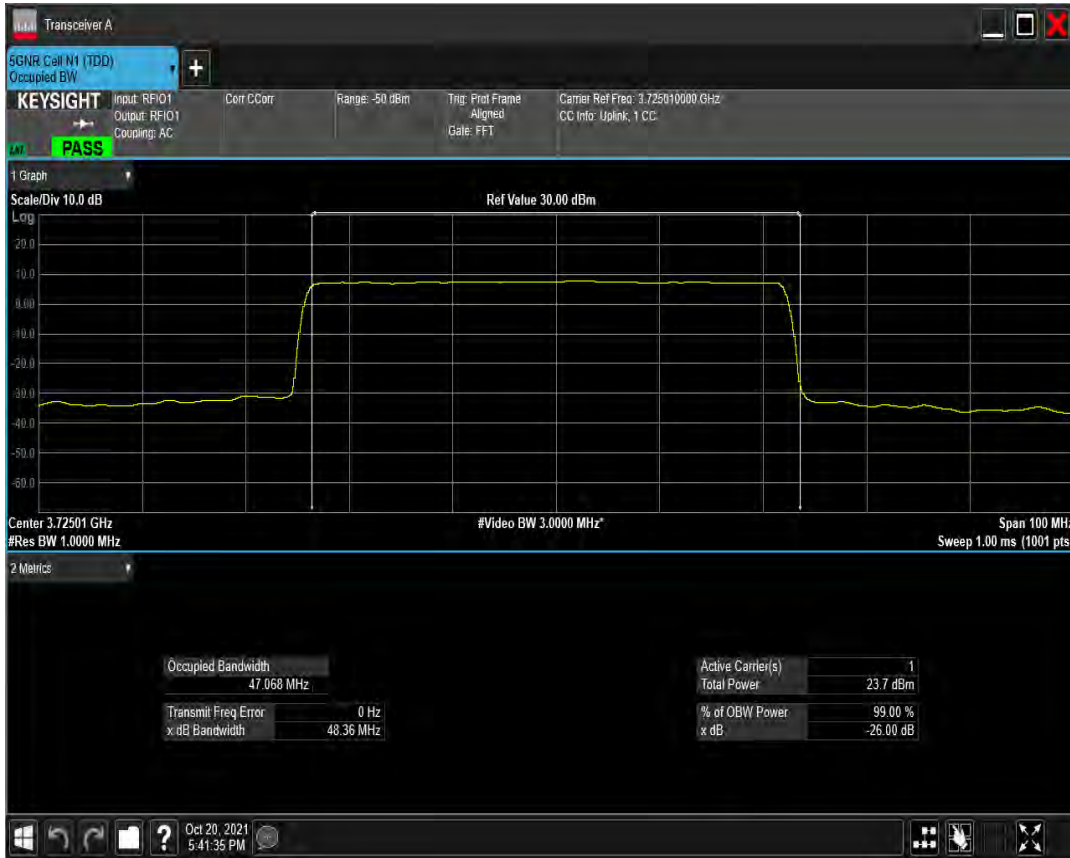 Transceiver A
5GNR Cell N1 (TDD)
Occupied BW
+
KEYSIGHT
Input: RFIO1
Output: RFIO1
Coupling: AC
Corr CCorr
Range: -50 dBm
Trig: Prot Frame
Aligned
Gate: FFT
Carrier Ref Freq: 3.725010000 GHz
CC Info: Uplink, 1 CC
PASS
1 Graph
Scale/Div 10.0 dB
Ref Value 30.00 dBm
Log
20.0
10.0
0.00
-10.0
-20.0
-30.0
-40.0
-50.0
-60.0
Center 3.72501 GHz
#Video BW 3.0000 MHz*
Span 100 MHz
#Res BW 1.0000 MHz
Sweep 1.00 ms (1001 pts
2 Metrics
Occupied Bandwidth
47.068 MHz
Transmit Freq Error 0 Hz
x dB Bandwidth 48.36 MHz
Active Carrier(s) 1
Total Power 23.7 dBm
% of OBW Power 99.00 %
x dB -26.00 dB
?
Oct 20, 2021
5:41:35 PM